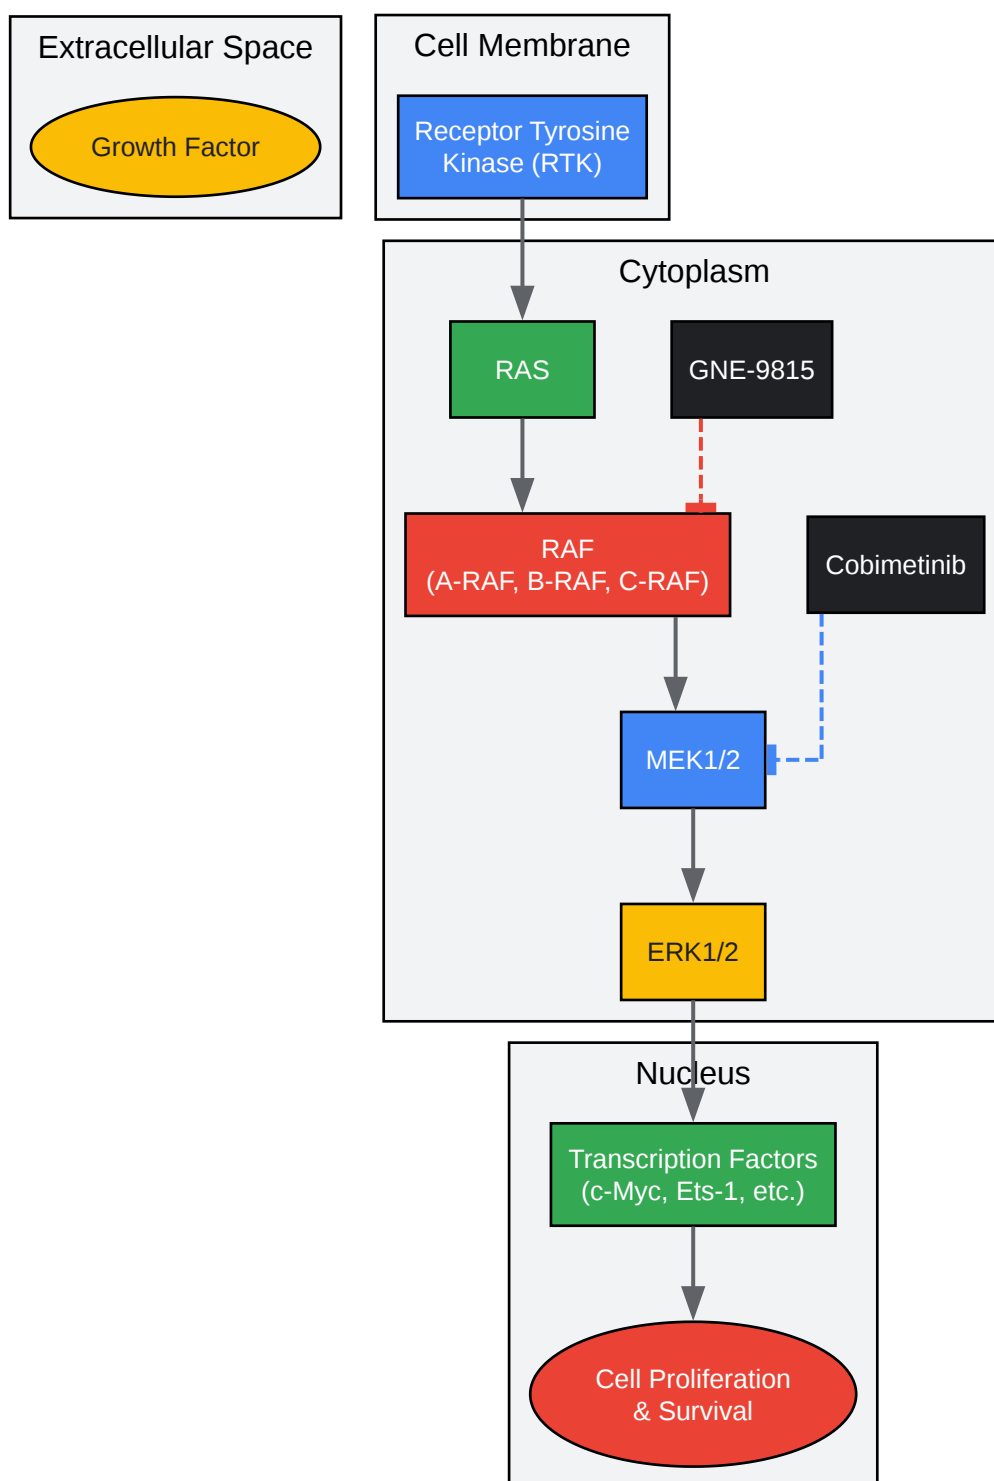 Extracellular Space
Growth Factor
Cell Membrane
Receptor Tyrosine
Kinase (RTK)
Cytoplasm
RAS
GNE-9815
RAF
(A-RAF, B-RAF, C-RAF)
Cobimetinib
MEK1/2
ERK1/2
Nucleus
Transcription Factors
(c-Myc, Ets-1, etc.)
Cell Proliferation
& Survival